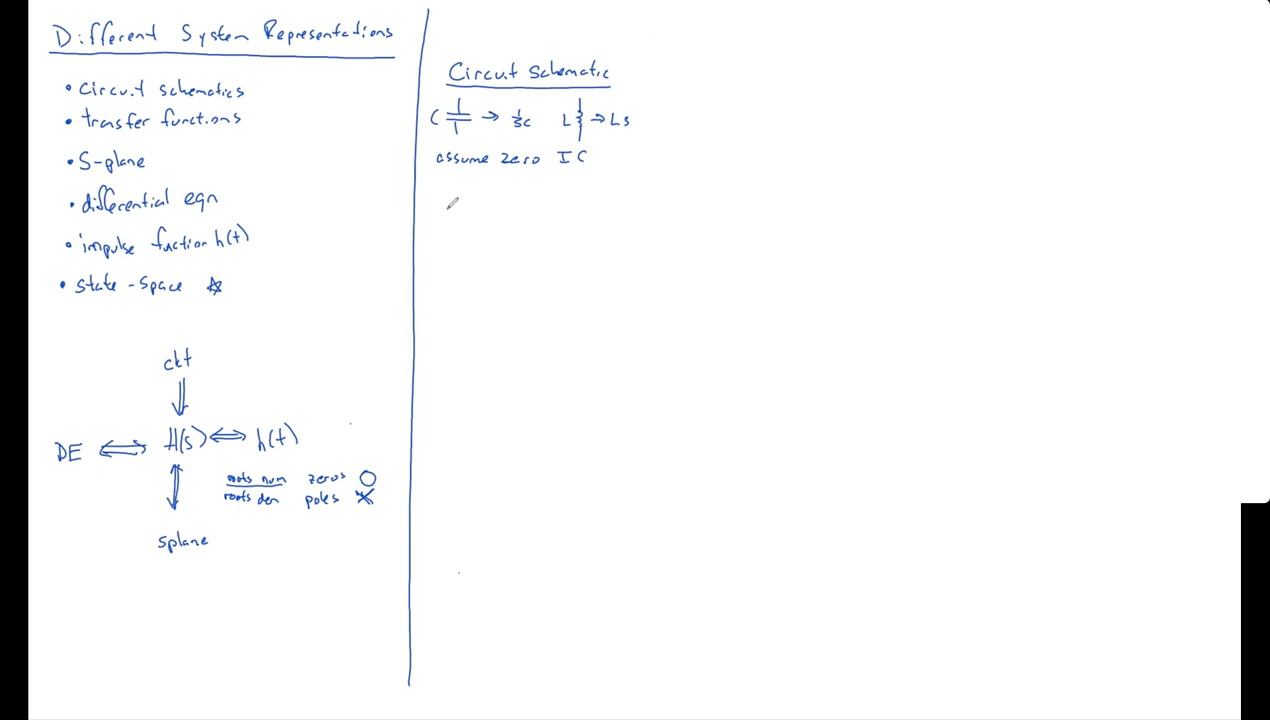 Different System Representations
• Circuit schematics
• transfer functions
• S-plane
• differential eqn
• impulse fuction h(t)
• state-space ☆
ckt
DE ⇔ H(s) ⇔ h(t)
roots num zeros ○
roots den poles ×
splane
Circuit Schematic
C → 1/sC L → Ls
assume zero IC